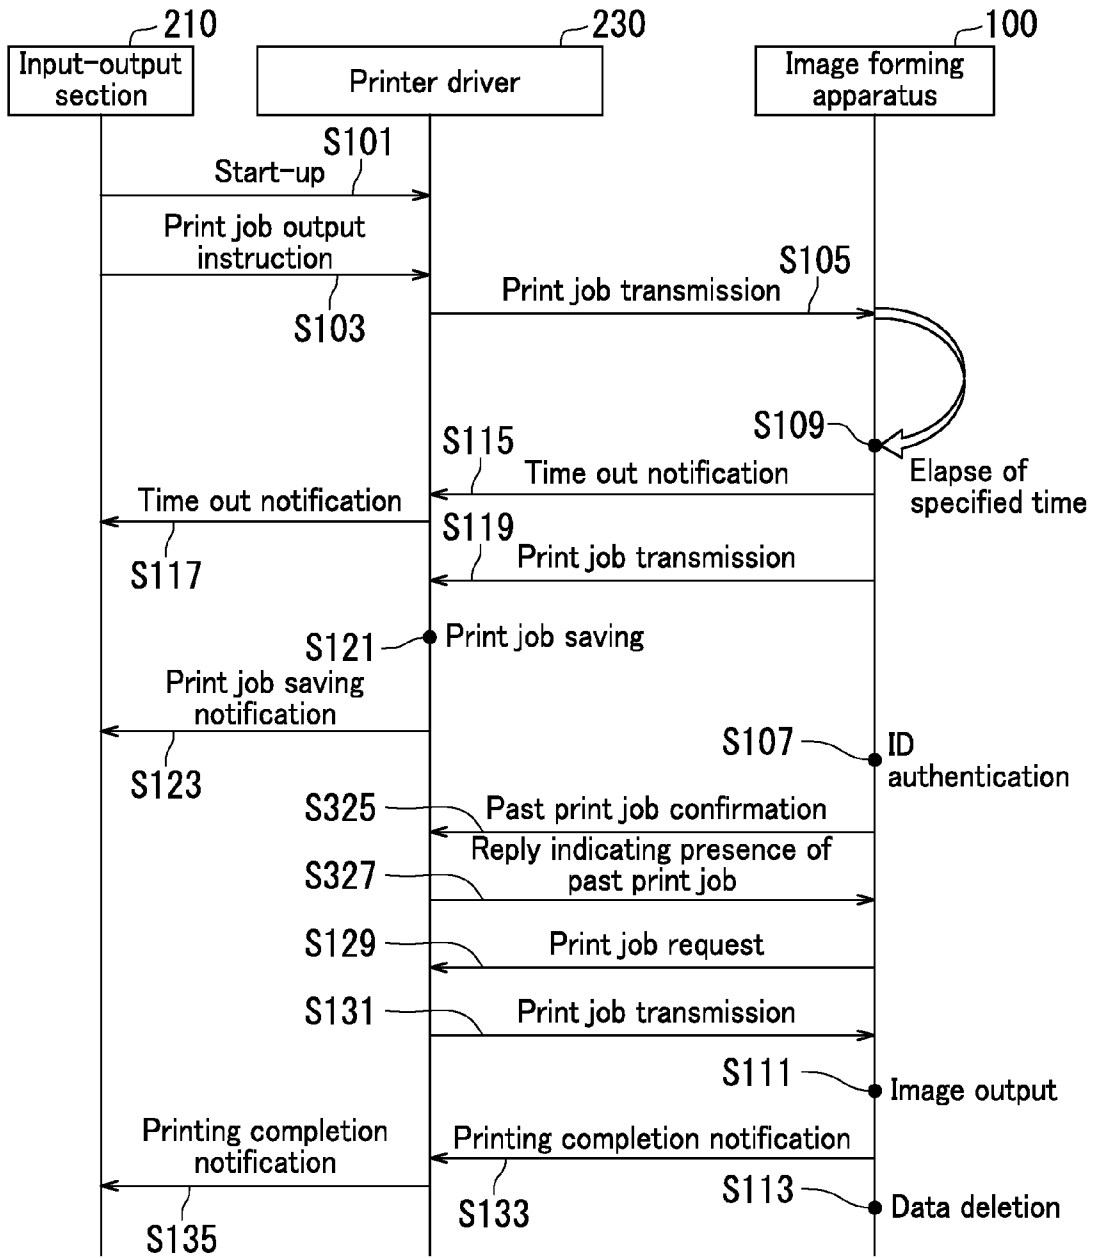 210
230
100
Input-output
section
Printer driver
Image forming
apparatus
S101
Start-up
Print job output
instruction
S103
S105
Print job transmission
S109
Elapse of
specified time
S115
Time out notification
Time out notification
S117
S119
Print job transmission
S121
Print job saving
Print job saving
notification
S123
S107
ID
authentication
S325
Past print job confirmation
Reply indicating presence of
past print job
S327
S129
Print job request
S131
Print job transmission
S111
Image output
Printing completion notification
S133
Printing completion
notification
S135
S113
Data deletion